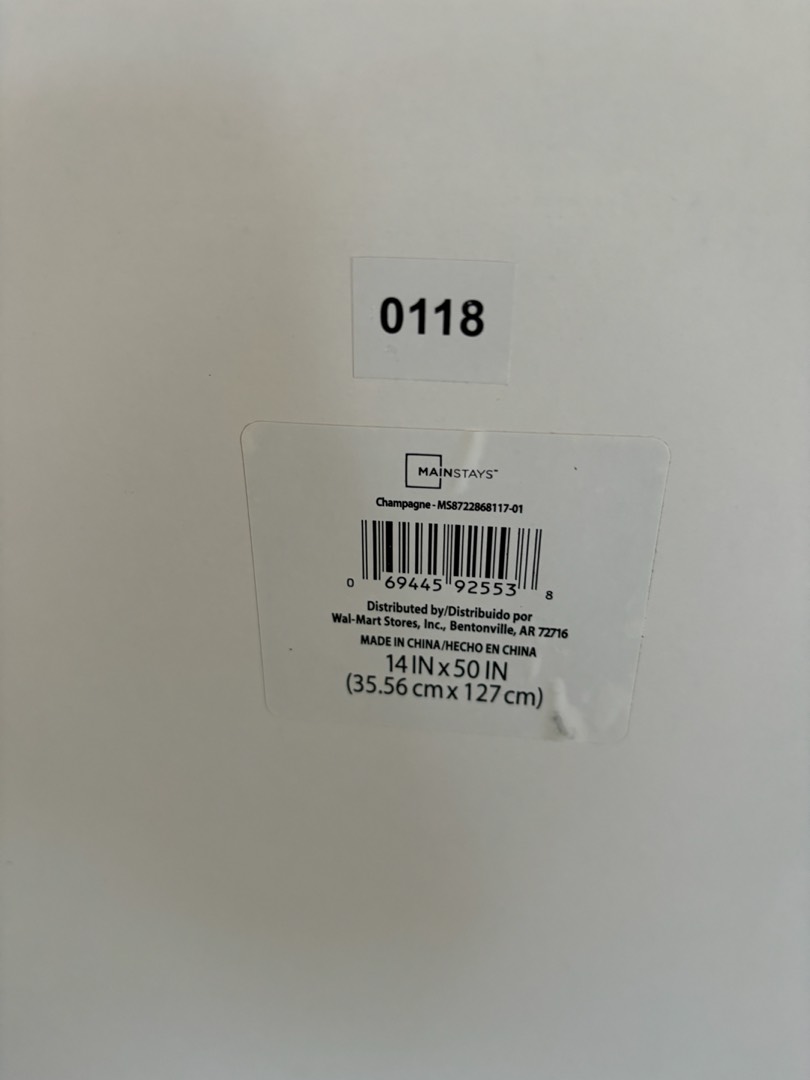 0118
MAINSTAYS™
Champagne - MS8722868117-01
0 69445 92553 8
Distributed by/Distribuido por
Wal-Mart Stores, Inc., Bentonville, AR 72716
MADE IN CHINA/HECHO EN CHINA
14 IN x 50 IN
(35.56 cm x 127 cm)